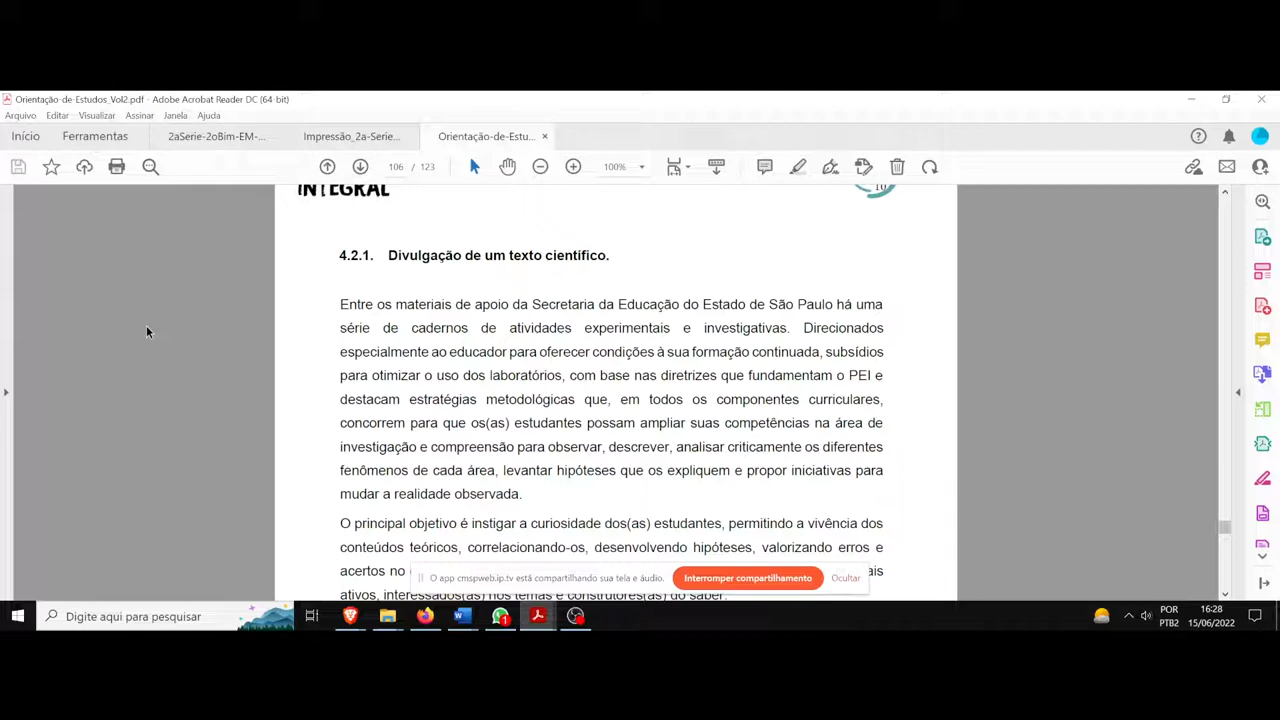 Orientação-de-Estudos_Vol2.pdf - Adobe Acrobat Reader DC (64-bit)
Arquivo Editar Visualizar Assinar Janela Ajuda
Início Ferramentas 2aSerie-2oBim-EM-... Impressão_2a-Serie... Orientação-de-Estu... ×
106 / 123 100%
INTEGRAL
4.2.1. Divulgação de um texto científico.
Entre os materiais de apoio da Secretaria da Educação do Estado de São Paulo há uma
série de cadernos de atividades experimentais e investigativas. Direcionados
especialmente ao educador para oferecer condições à sua formação continuada, subsídios
para otimizar o uso dos laboratórios, com base nas diretrizes que fundamentam o PEI e
destacam estratégias metodológicas que, em todos os componentes curriculares,
concorrem para que os(as) estudantes possam ampliar suas competências na área de
investigação e compreensão para observar, descrever, analisar criticamente os diferentes
fenômenos de cada área, levantar hipóteses que os expliquem e propor iniciativas para
mudar a realidade observada.
O principal objetivo é instigar a curiosidade dos(as) estudantes, permitindo a vivência dos
conteúdos teóricos, correlacionando-os, desenvolvendo hipóteses, valorizando erros e
acertos no
O app cmspweb.ip.tv está compartilhando sua tela e áudio. Interromper compartilhamento Ocultar
ativos, interessados(as) nos temas e construtores(as) do saber.
Digite aqui para pesquisar
1
POR
PTB2
16:28
15/06/2022